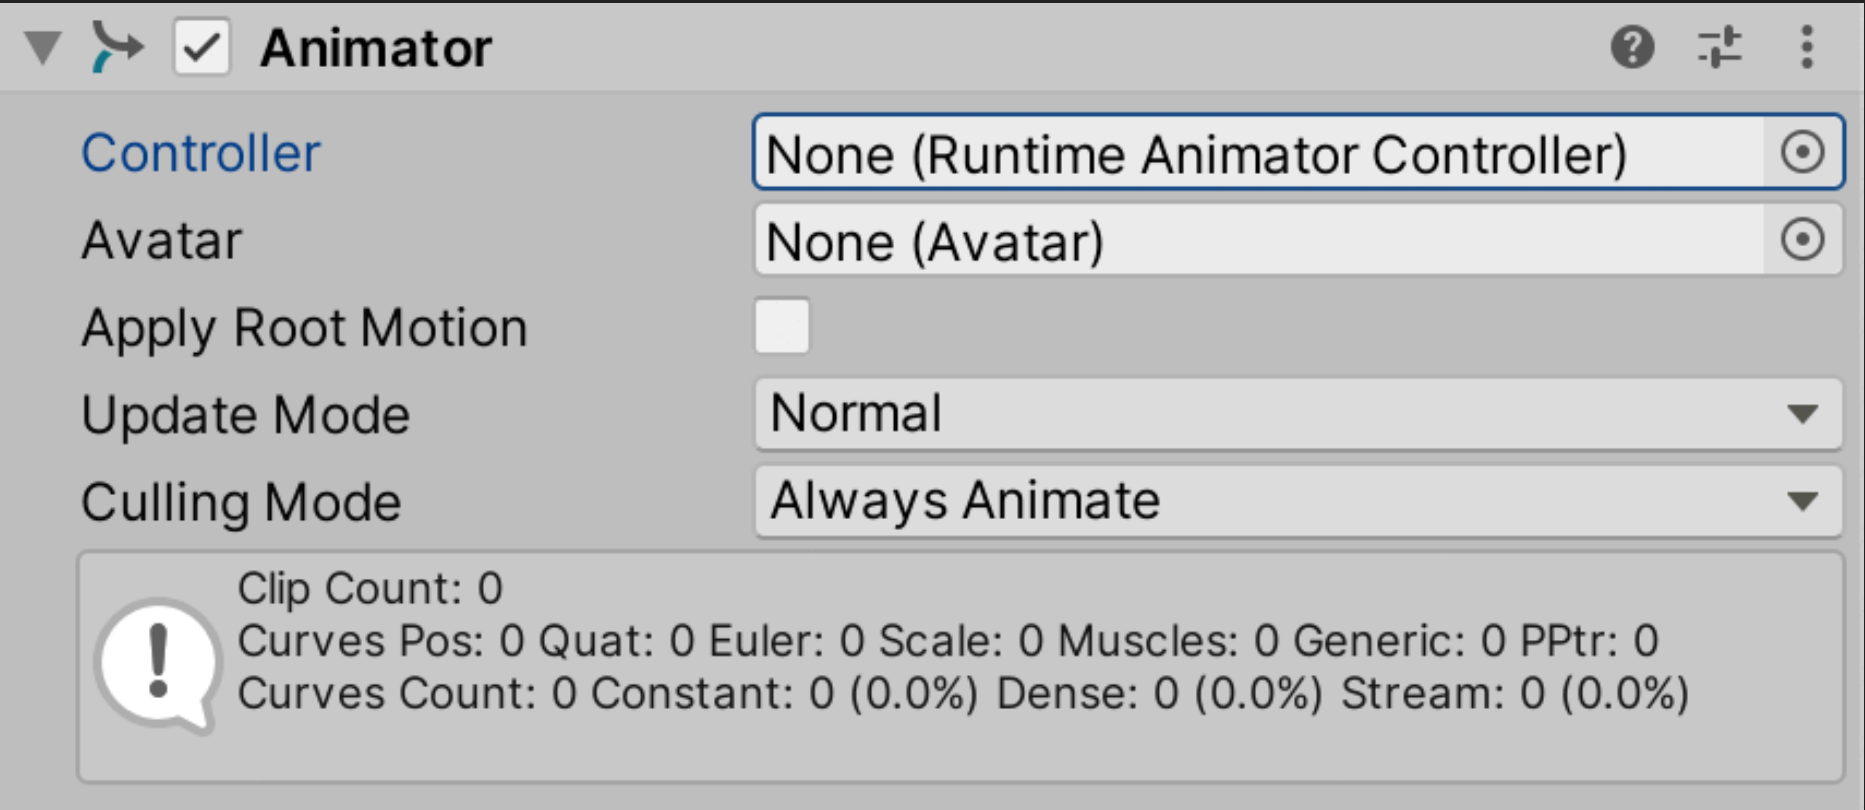 Animator
Controller None (Runtime Animator Controller)
Avatar None (Avatar)
Apply Root Motion
Update Mode Normal
Culling Mode Always Animate
Clip Count: 0
Curves Pos: 0 Quat: 0 Euler: 0 Scale: 0 Muscles: 0 Generic: 0 PPtr: 0
Curves Count: 0 Constant: 0 (0.0%) Dense: 0 (0.0%) Stream: 0 (0.0%)